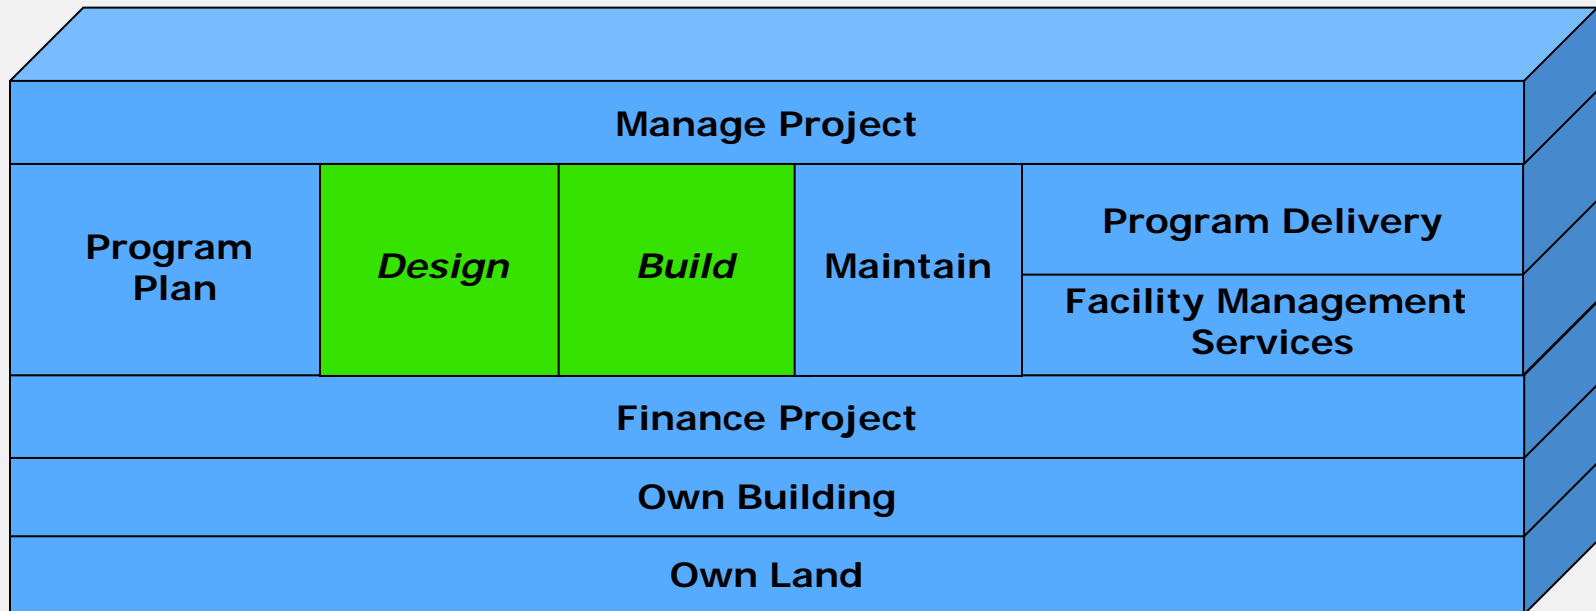 Manage Project
Program
Plan
Design
Build
Maintain
Program Delivery
Facility Management
Services
Finance Project
Own Building
Own Land